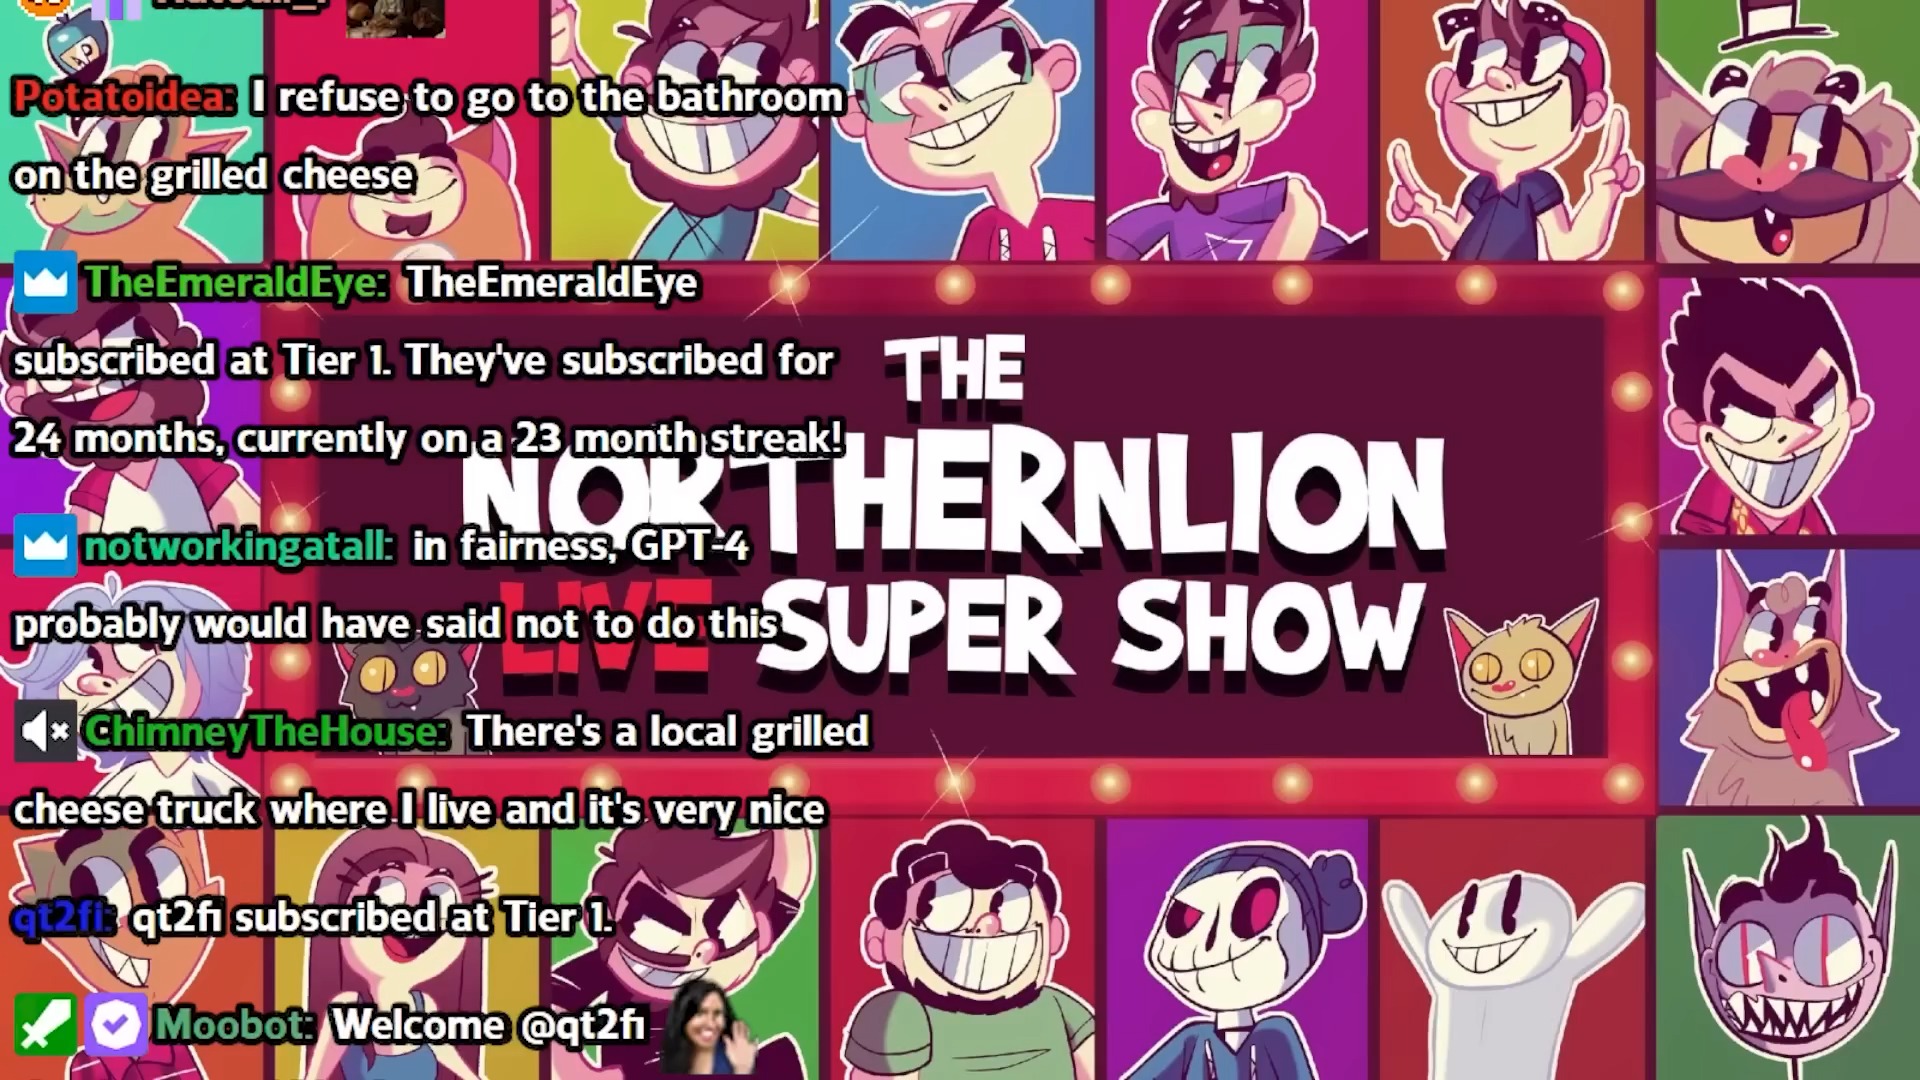 Potatoidea: I refuse to go to the bathroom
on the grilled cheese
TheEmeraldEye: TheEmeraldEye
subscribed at Tier 1. They've subscribed for
24 months, currently on a 23 month streak!
notworkingatall: in fairness, GPT-4
probably would have said not to do this
ChimneyTheHouse: There's a local grilled
cheese truck where I live and it's very nice
qt2fi: qt2fi subscribed at Tier 1.
Moobot: Welcome @qt2fi
THE
NORTHERNLION
LIVE SUPER SHOW